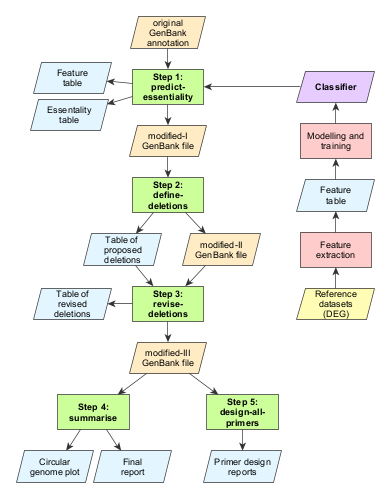 original
GenBank
annotation
Feature
table
Step 1:
predict-
essentiality
Classifier
Essentality
table
modified-I
GenBank file
Modelling and
training
Step 2:
define-
deletions
Feature
table
Table of
proposed
deletions
modified-II
GenBank file
Feature
extraction
Table of
revised
deletions
Step 3:
revise-
deletions
Reference
datasets
(DEG)
modified-III
GenBank file
Step 4:
summarise
Step 5:
design-all-
primers
Circular
genome plot
Final
report
Primer design
reports